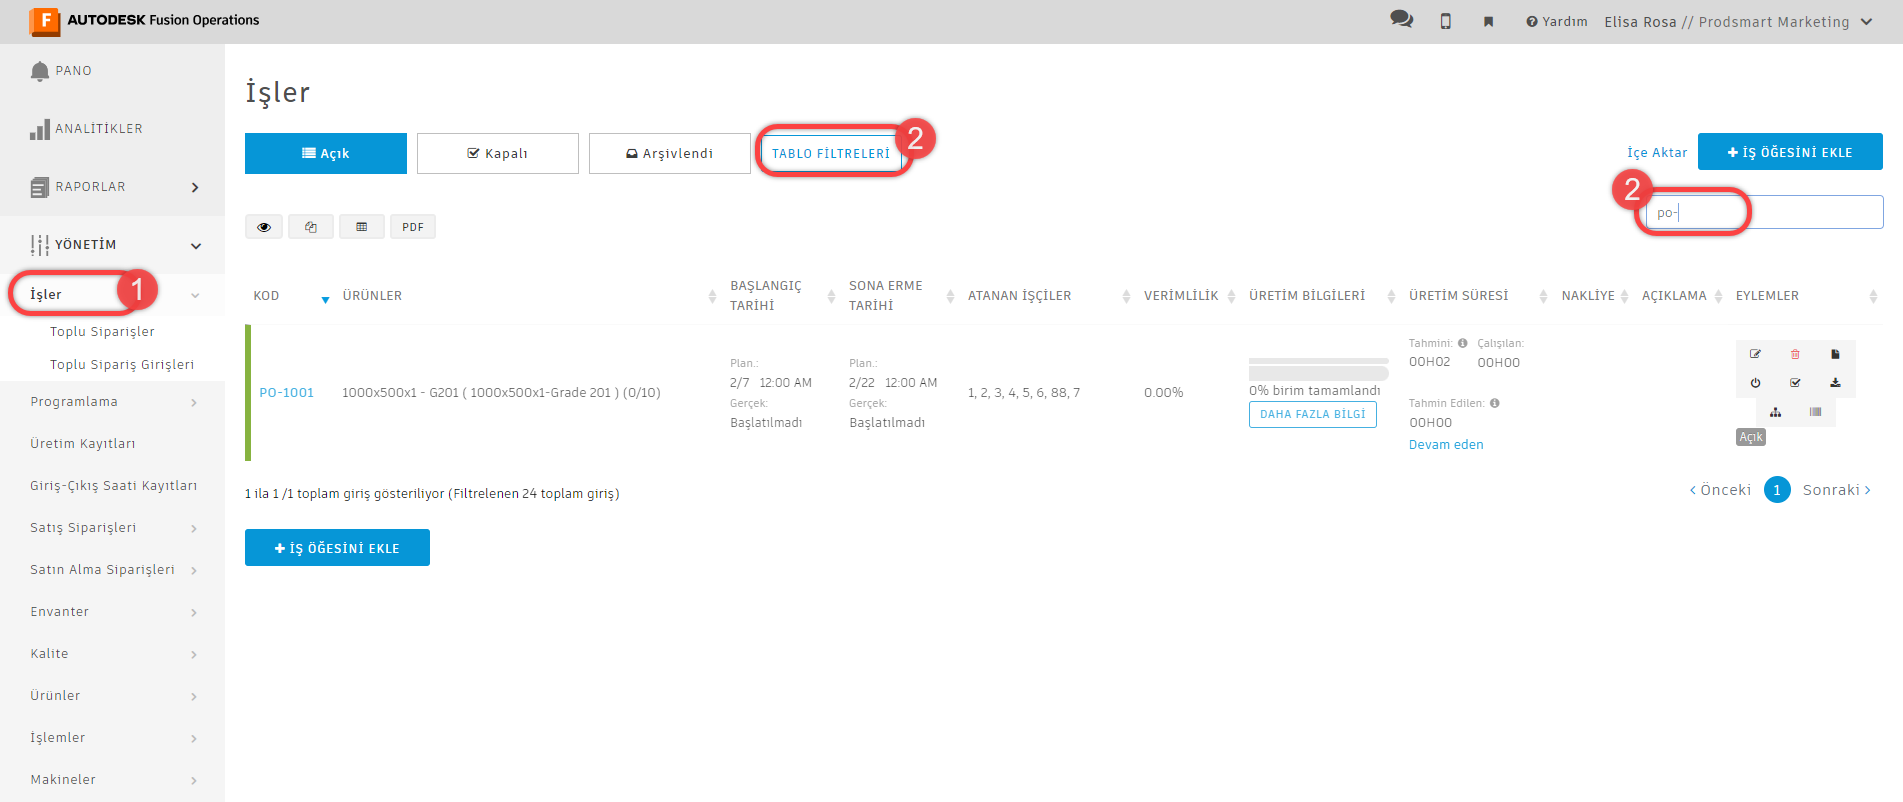 F AUTODESK Fusion Operations
Yardım Elisa Rosa // Prodsmart Marketing
PANO
ANALİTİKLER
RAPORLAR
YÖNETİM
İşler 1
Toplu Siparişler
Toplu Sipariş Girişleri
Programlama
Üretim Kayıtları
Giriş-Çıkış Saati Kayıtları
Satış Siparişleri
Satın Alma Siparişleri
Envanter
Kalite
Ürünler
İşlemler
Makineler
İşler
Açık Kapalı Arşivlendi TABLO FİLTRELERİ 2
İçe Aktar + İŞ ÖĞESİNİ EKLE
2 po-
PDF
KOD ÜRÜNLER BAŞLANGIÇ TARİHİ SONA ERME TARİHİ ATANAN İŞÇİLER VERİMLİLİK ÜRETİM BİLGİLERİ ÜRETİM SÜRESİ NAKLİYE AÇIKLAMA EYLEMLER
PO-1001
1000x500x1 - G201 ( 1000x500x1-Grade 201 ) (0/10)
Plan.:
2/7 12:00 AM
Gerçek:
Başlatılmadı
Plan.:
2/22 12:00 AM
Gerçek:
Başlatılmadı
1, 2, 3, 4, 5, 6, 88, 7
0.00%
0% birim tamamlandı
DAHA FAZLA BİLGİ
Tahmini: Çalışılan:
00H02 00H00
Tahmin Edilen:
00H00
Devam eden
Açık
1 ila 1 /1 toplam giriş gösteriliyor (Filtrelenen 24 toplam giriş)
< Önceki 1 Sonraki >
+ İŞ ÖĞESİNİ EKLE